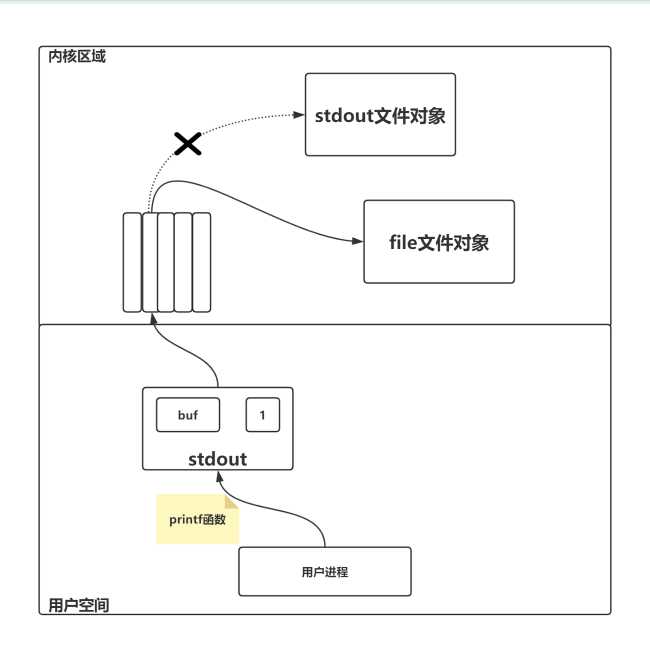 内核区域
stdout文件对象
file文件对象
buf
1
stdout
printf函数
用户进程
用户空间